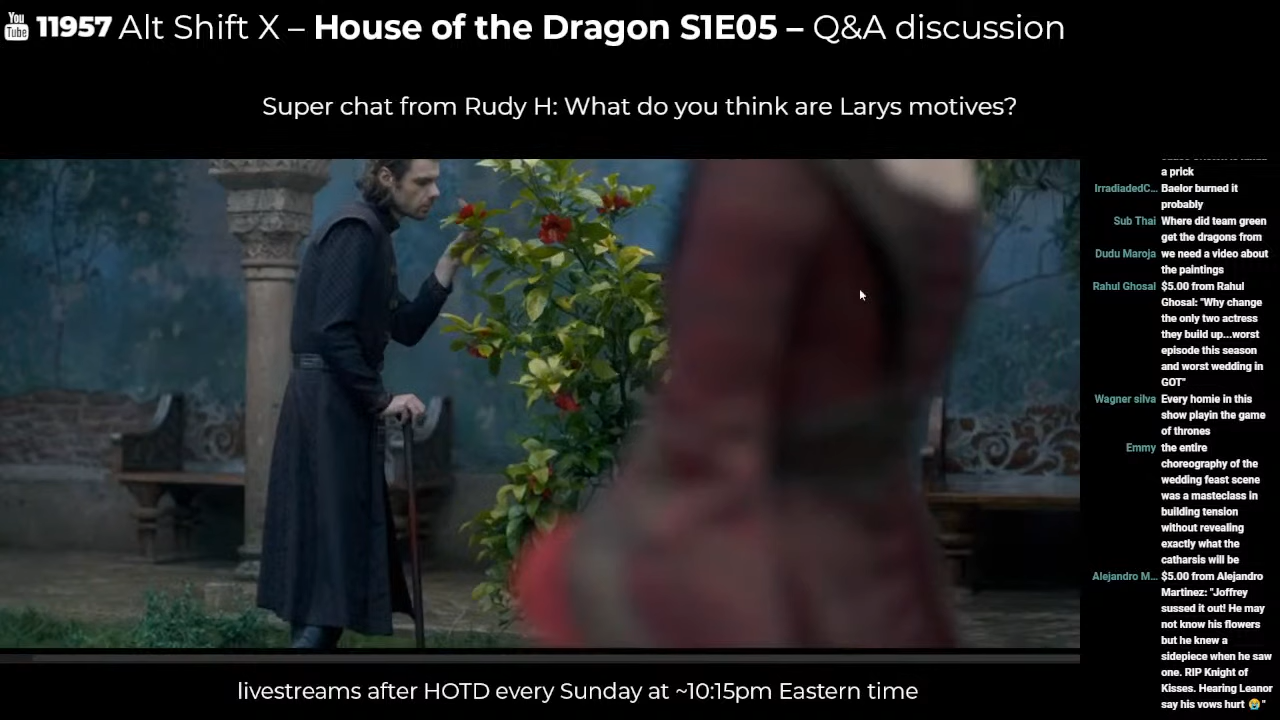 You Tube 11957 Alt Shift X – House of the Dragon S1E05 – Q&A discussion
Super chat from Rudy H: What do you think are Larys motives?
a prick
IrradiadedC... Baelor burned it
probably
Sub Thai Where did team green
get the dragons from
Dudu Maroja we need a video about
the paintings
Rahul Ghosal $5.00 from Rahul
Ghosal: "Why change
the only two actress
they build up...worst
episode this season
and worst wedding in
GOT"
Wagner silva Every homie in this
show playin the game
of thrones
Emmy the entire
choreography of the
wedding feast scene
was a masterclass in
building tension
without revealing
exactly what the
catharsis will be
Alejandro M... $5.00 from Alejandro
Martinez: "Joffrey
sussed it out! He may
not know his flowers
but he knew a
sidepiece when he saw
one. RIP Knight of
Kisses. Hearing Leanor
say his vows hurt 😭"
livestreams after HOTD every Sunday at ~10:15pm Eastern time